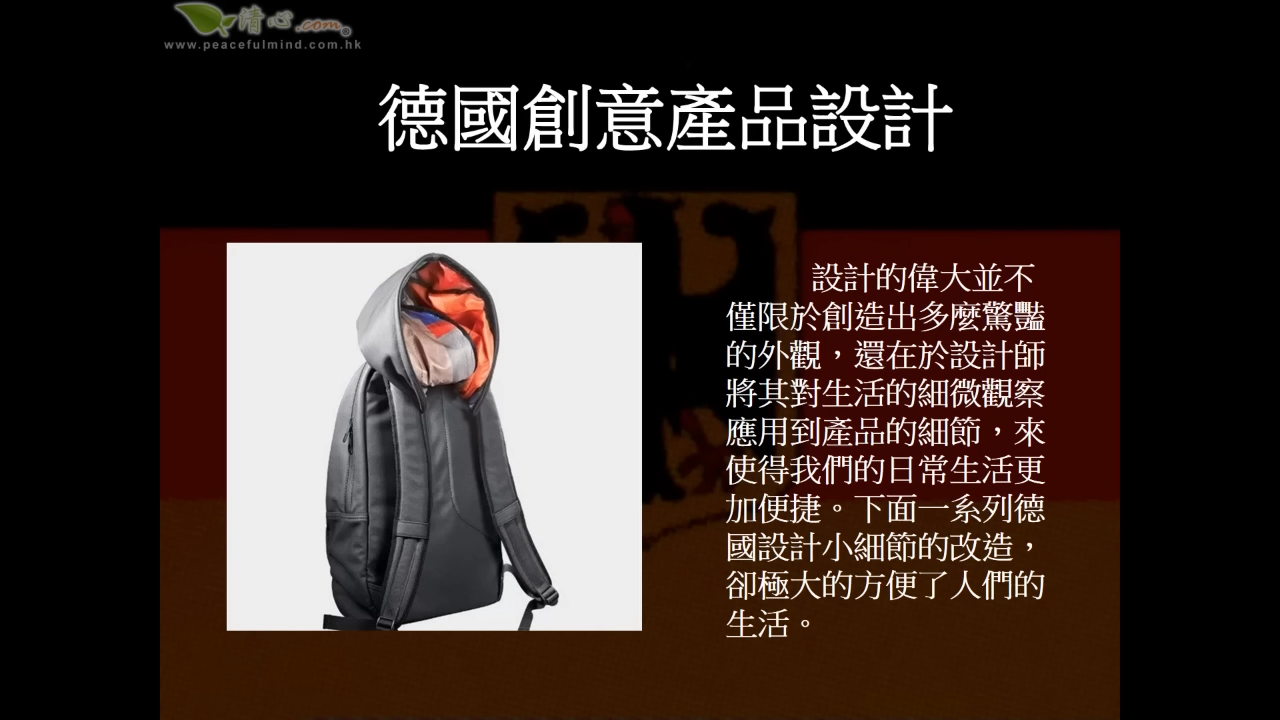 清心.com®
www.peacefulmind.com.hk
德國創意產品設計
設計的偉大並不
僅限於創造出多麼驚豔
的外觀，還在於設計師
將其對生活的細微觀察
應用到產品的細節，來
使得我們的日常生活更
加便捷。下面一系列德
國設計小細節的改造，
卻極大的方便了人們的
生活。